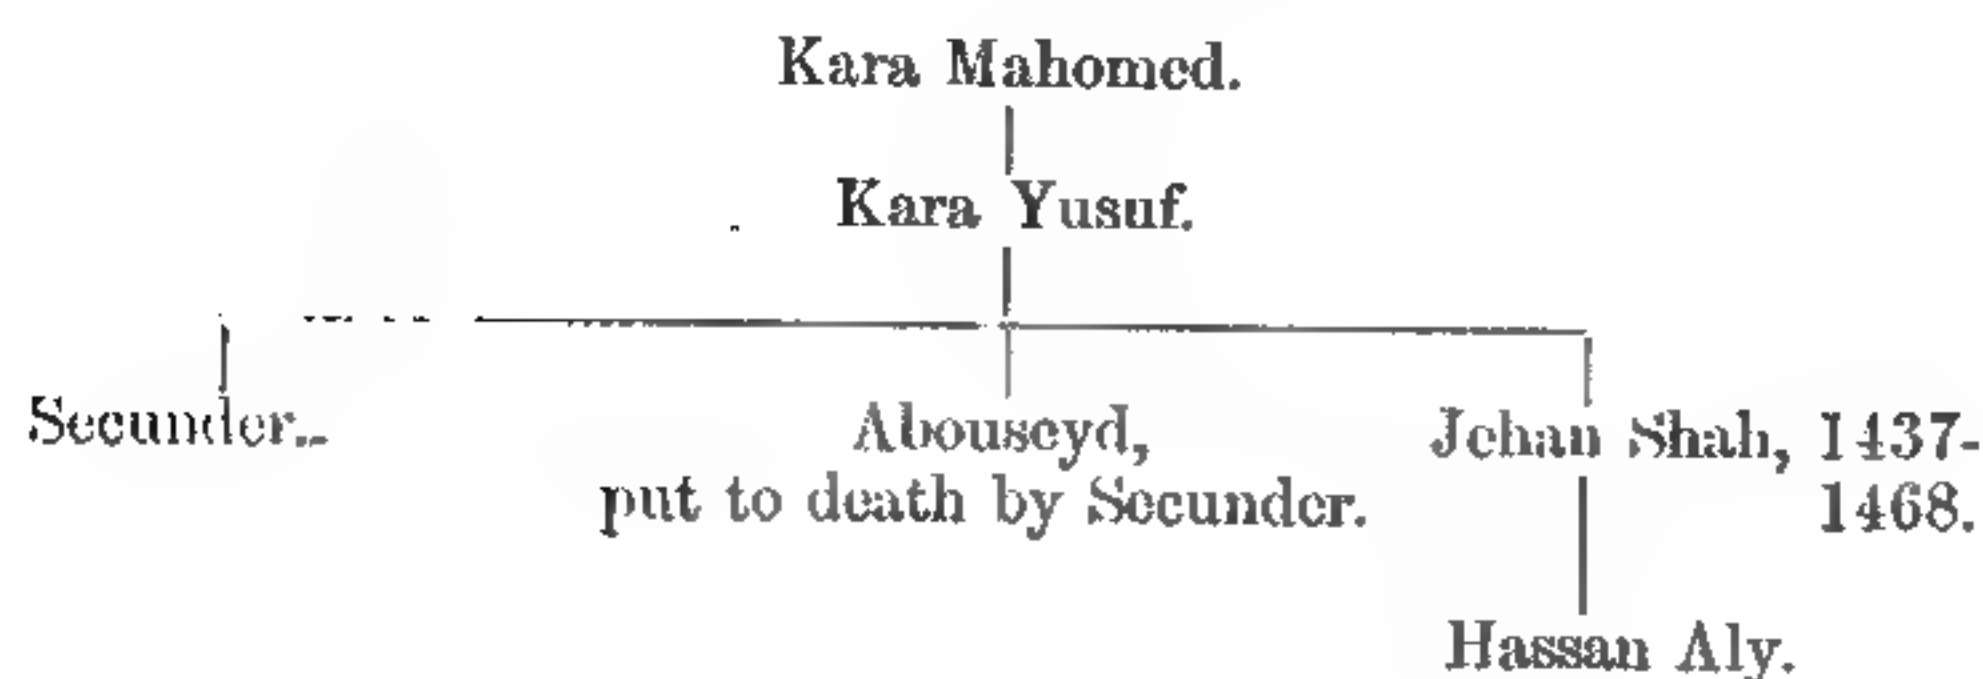 Kara Mahomed.
Kara Yusuf.
Secunder.
Abouseyd,
put to death by Secunder.
Jehan Shah, 1437-
1468.
Hassan Aly.